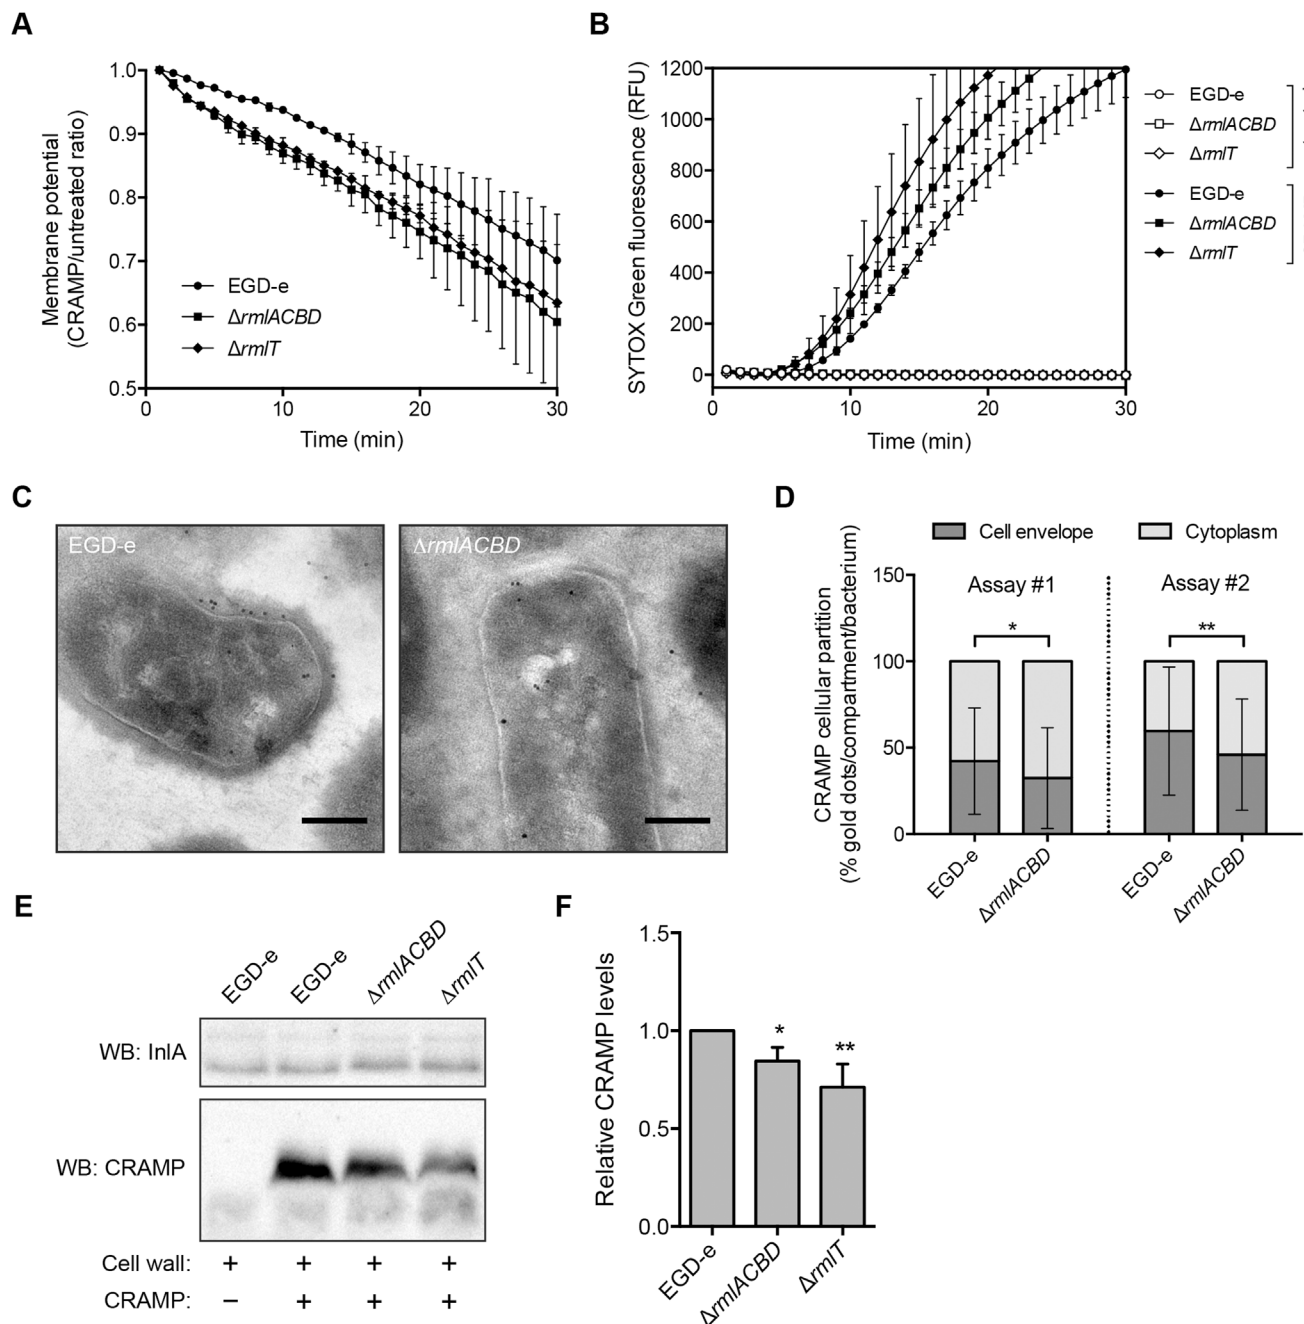 A
Membrane potential
(CRAMP/untreated ratio)
1.0
0.9
0.8
0.7
0.6
0.5
EGD-e
ΔrmlACBD
ΔrmlT
0
10
20
30
Time (min)
B
SYTOX Green fluorescence (RFU)
1200
1000
800
600
400
200
0
0
10
20
30
Time (min)
EGD-e
ΔrmlACBD
ΔrmlT
EGD-e
ΔrmlACBD
ΔrmlT
C
EGD-e
ΔrmlACBD
D
Cell envelope
Cytoplasm
CRAMP cellular partition
(% gold dots/compartment/bacterium)
150
100
50
0
Assay #1
Assay #2
*
**
EGD-e
ΔrmlACBD
EGD-e
ΔrmlACBD
E
EGD-e
EGD-e
ΔrmlACBD
ΔrmlT
WB: InlA
WB: CRAMP
Cell wall: + + + +
CRAMP: − + + +
F
Relative CRAMP levels
1.5
1.0
0.5
0.0
*
**
EGD-e
ΔrmlACBD
ΔrmlT